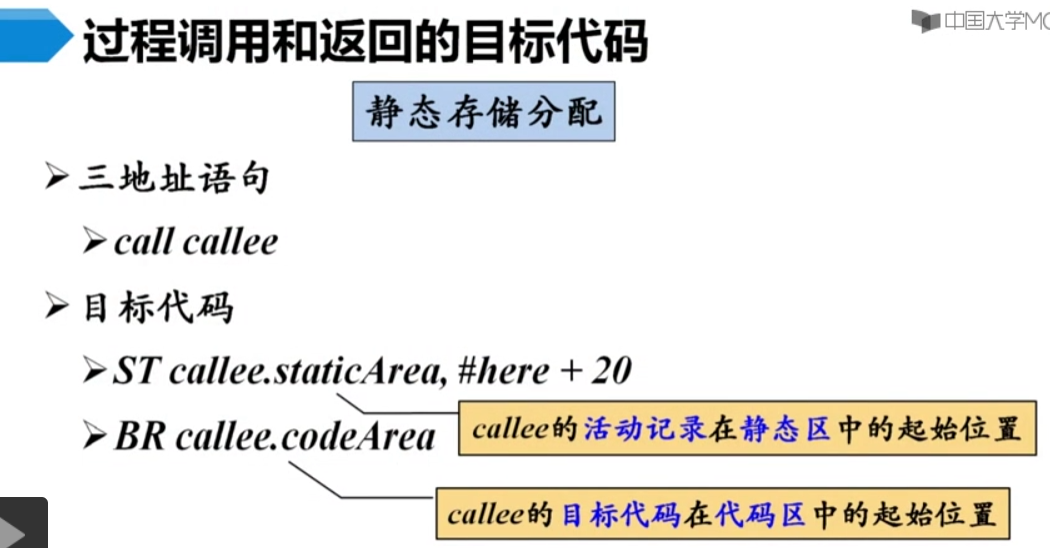 过程调用和返回的目标代码
中国大学MO
静态存储分配
三地址语句
call callee
目标代码
ST callee.staticArea, #here + 20
callee的活动记录在静态区中的起始位置
BR callee.codeArea
callee的目标代码在代码区中的起始位置